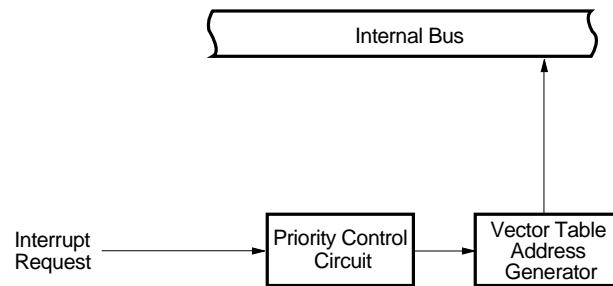 Internal Bus
Interrupt
Request
Priority Control
Circuit
Vector Table
Address
Generator